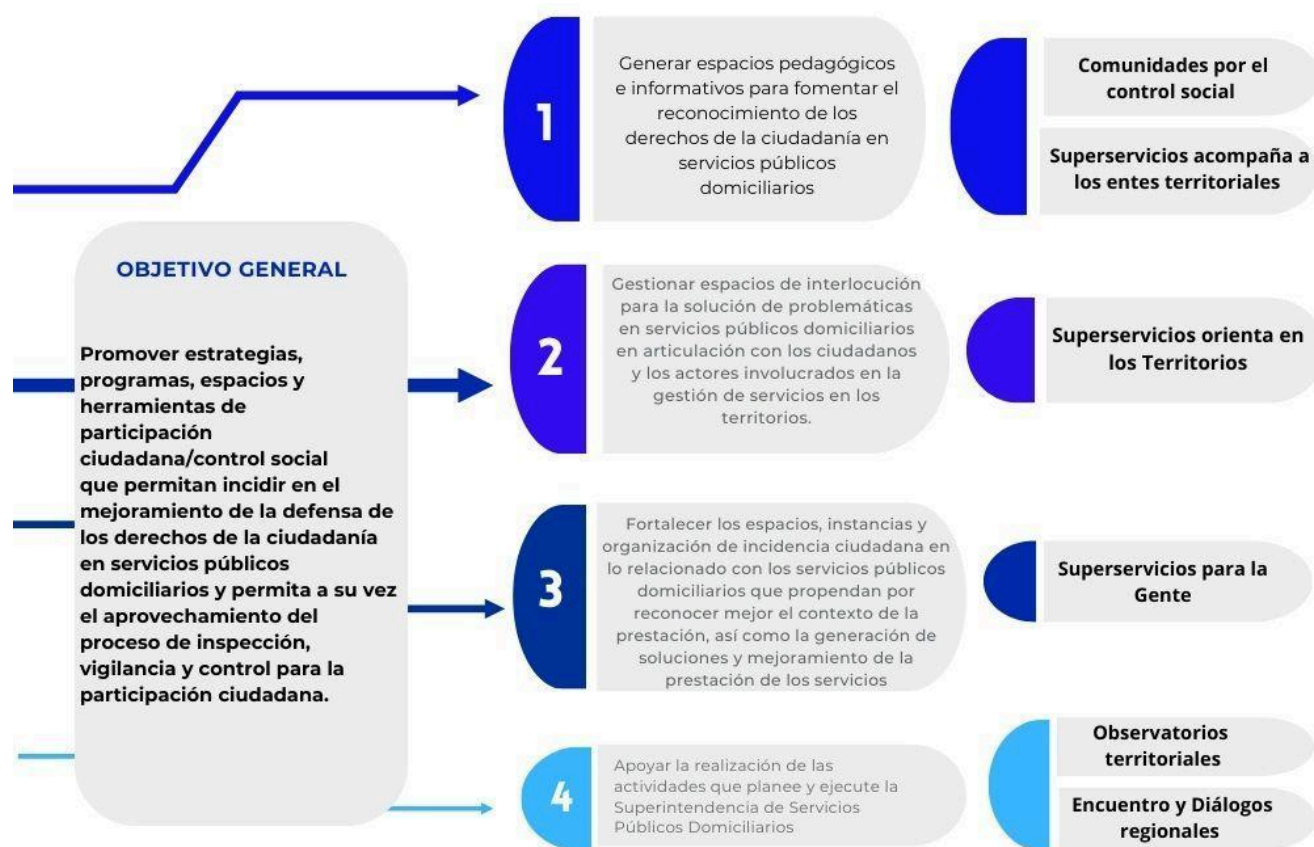 OBJETIVO GENERAL
Promover estrategias,
programas, espacios y
herramientas de
participación
ciudadana/control social
que permitan incidir en el
mejoramiento de la defensa de
los derechos de la ciudadanía
en servicios públicos
domiciliarios y permita a su vez
el aprovechamiento del
proceso de inspección,
vigilancia y control para la
participación ciudadana.
1
Generar espacios pedagógicos
e informativos para fomentar el
reconocimiento de los
derechos de la ciudadanía en
servicios públicos
domiciliarios
Comunidades por el
control social
Superservicios acompaña a
los entes territoriales
2
Gestionar espacios de interlocución
para la solución de problemáticas
en servicios públicos domiciliarios
en articulación con los ciudadanos
y los actores involucrados en la
gestión de servicios en los
territorios.
Superservicios orienta en
los Territorios
3
Fortalecer los espacios, instancias y
organización de incidencia ciudadana en
lo relacionado con los servicios públicos
domiciliarios que propendan por
reconocer mejor el contexto de la
prestación, así como la generación de
soluciones y mejoramiento de la
prestación de los servicios
Superservicios para la
Gente
4
Apoyar la realización de las
actividades que planee y ejecute la
Superintendencia de Servicios
Públicos Domiciliarios
Observatorios
territoriales
Encuentro y Diálogos
regionales